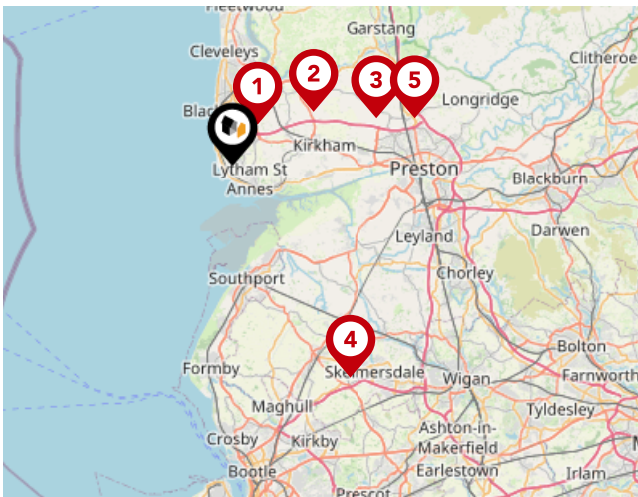 Fleetwood
Garstang
Cleveleys
Clitheroe
1
2
3
5
Blac
Longridge
Kirkham
Lytham St
Annes
Preston
Blackburn
Leyland
Darwen
Southport
Chorley
4
Bolton
Formby
Skelmersdale
Wigan
Farnworth
Maghull
Tyldesley
Crosby
Kirkby
Ashton-in-
Makerfield
Bootle
Earlestown
Irlam
Prescot